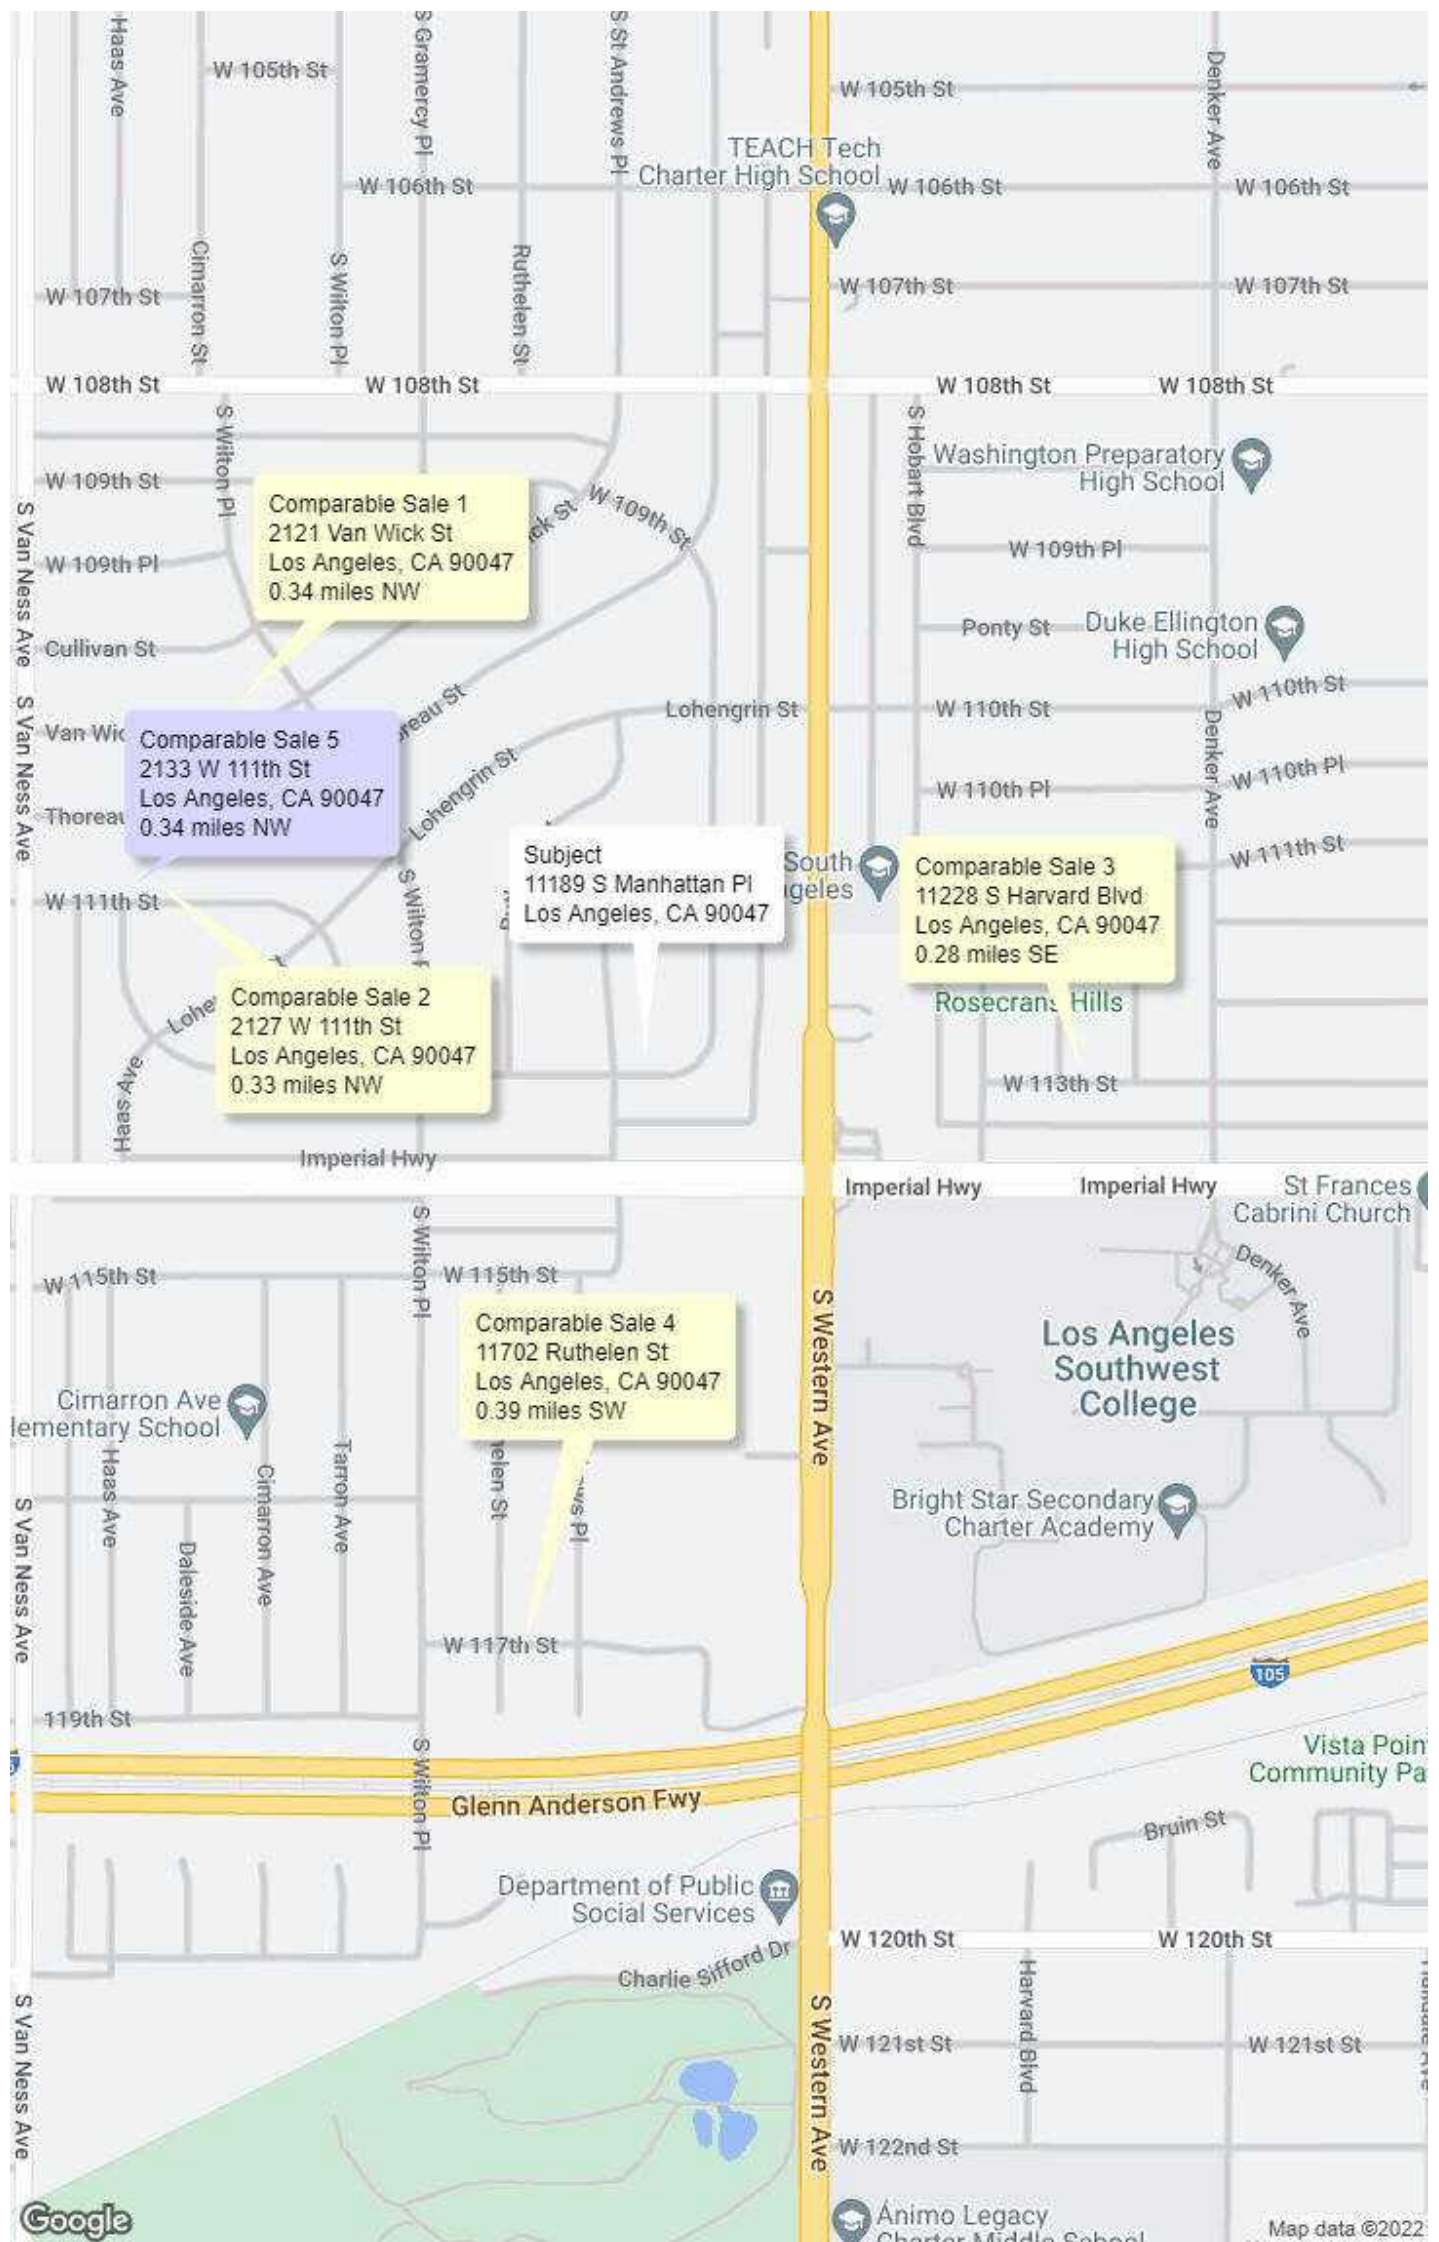 Haas Ave
W 105th St
S Gramercy Pl
S St Andrews Pl
W 105th St
Denker Ave
TEACH Tech
Charter High School
W 106th St
W 106th St
W 106th St
Cimarron St
S Wilton Pl
Ruthelen St
W 107th St
W 107th St
W 107th St
W 108th St
W 108th St
W 108th St
W 108th St
S Wilton Pl
S Hobart Blvd
Washington Preparatory
High School
W 109th St
W 109th St
Comparable Sale 1
2121 Van Wick St
Los Angeles, CA 90047
0.34 miles NW
S Van Ness Ave
W 109th Pl
W 109th Pl
Ponty St
Duke Ellington
High School
Cullivan St
S Van Ness Ave
Lohengrin St
W 110th St
W 110th St
Denker Ave
Van
Comparable Sale 5
2133 W 111th St
Los Angeles, CA 90047
0.34 miles NW
Lohengrin St
W 110th Pl
W 110th Pl
W 111th St
Subject
11189 S Manhattan Pl
Los Angeles, CA 90047
South
Comparable Sale 3
11228 S Harvard Blvd
Los Angeles, CA 90047
0.28 miles SE
W 111th St
S Wilton
Rosecrans Hills
Comparable Sale 2
2127 W 111th St
Los Angeles, CA 90047
0.33 miles NW
Haas Ave
W 113th St
Imperial Hwy
Imperial Hwy
Imperial Hwy
St Frances
Cabrini Church
S Wilton Pl
Denker Ave
W 115th St
W 115th St
S Western Ave
Comparable Sale 4
11702 Ruthelen St
Los Angeles, CA 90047
0.39 miles SW
Los Angeles
Southwest
College
Cimarron Ave
lementary School
Haas Ave
Cimarron Ave
Tarron Ave
helen St
ws Pl
Bright Star Secondary
Charter Academy
S Van Ness Ave
Daleside Ave
W 117th St
105
119th St
S Wilton Pl
Vista Poin
Community Pa
Glenn Anderson Fwy
Bruin St
Department of Public
Social Services
W 120th St
W 120th St
Charlie Sifford Dr
S Van Ness Ave
S Western Ave
Harvard Blvd
W 121st St
W 121st St
W 122nd St
Google
Ánimo Legacy
Charter Middle School
Map data ©2022